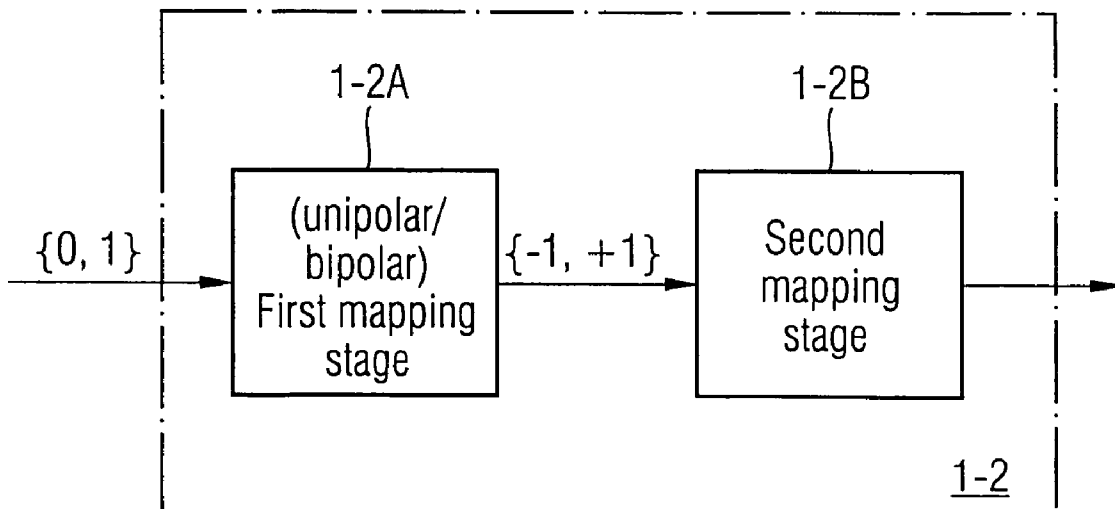 1-2A
1-2B
{0, 1}
(unipolar/
bipolar)
First mapping
stage
{-1, +1}
Second
mapping
stage
1-2